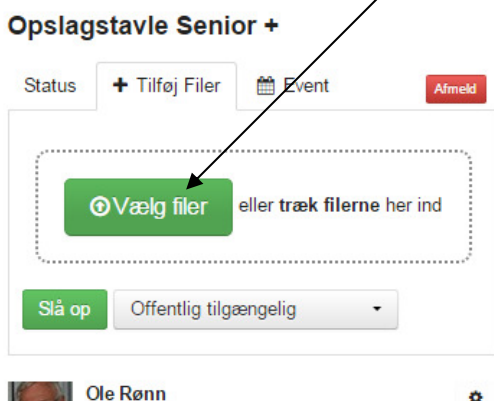 Opslagstavle Senior +
Status + Tilføj Filer Event Afmeld
Vælg filer eller træk filerne her ind
Slå op Offentlig tilgængelig
Ole Rønn